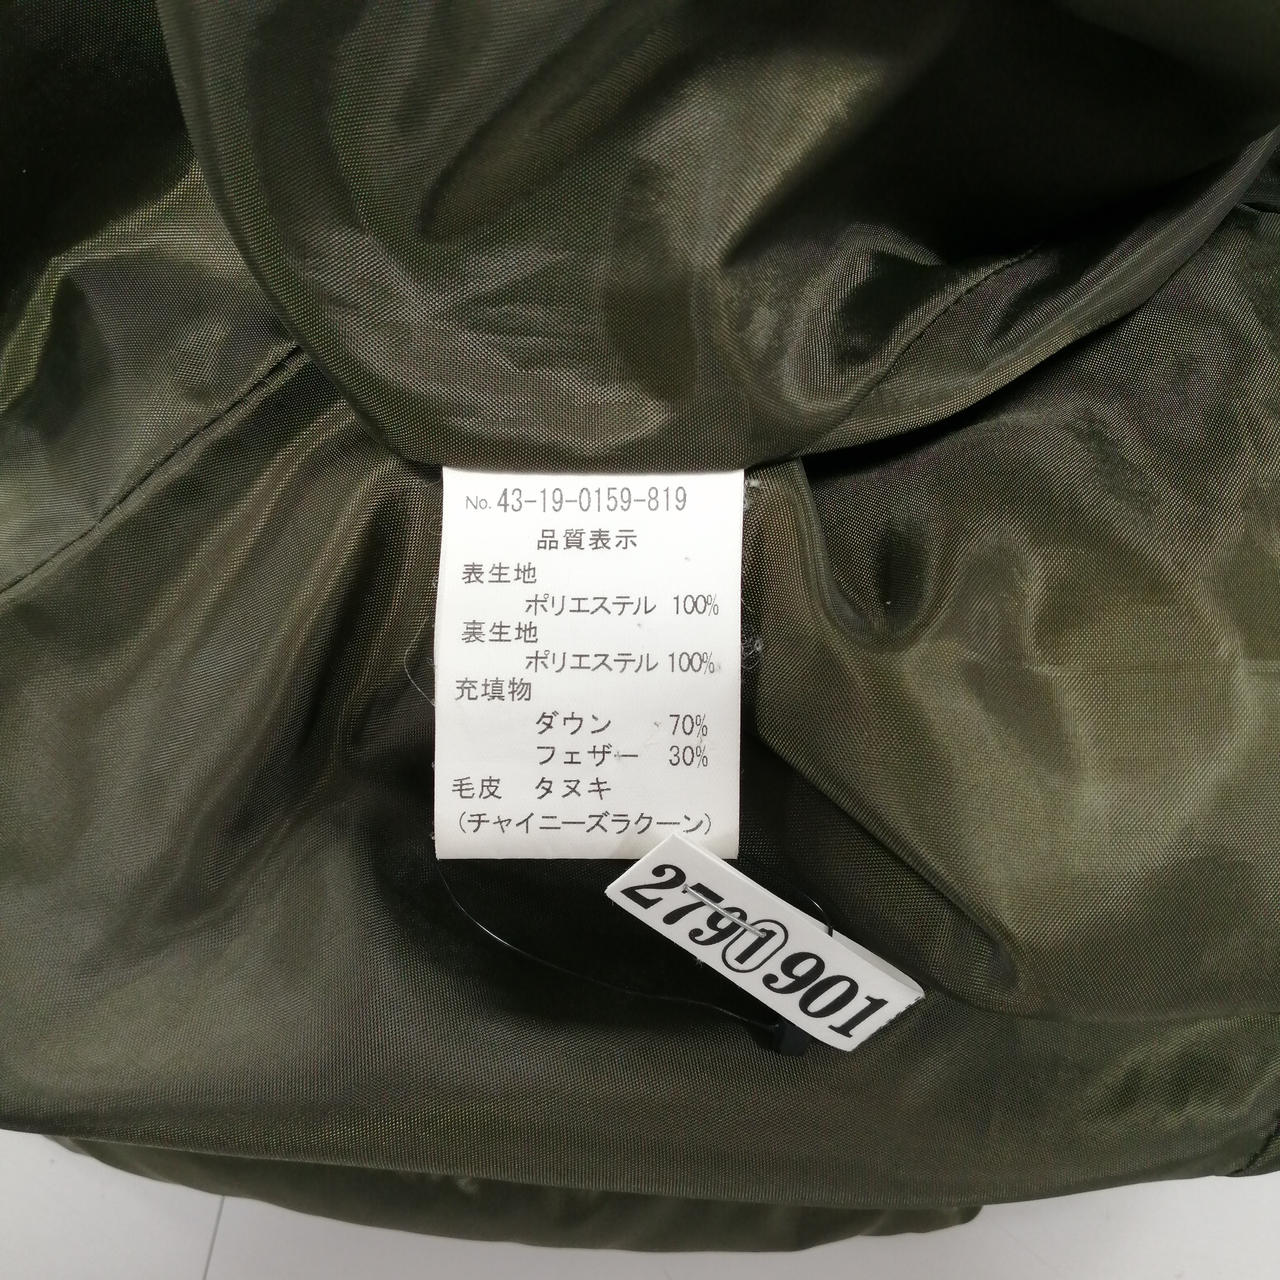 No. 43-19-0159-819
品質表示
表生地
ポリエステル 100%
裏生地
ポリエステル 100%
充填物
ダウン 70%
フェザー 30%
毛皮 タヌキ
(チャイニーズラクーン)
2791901